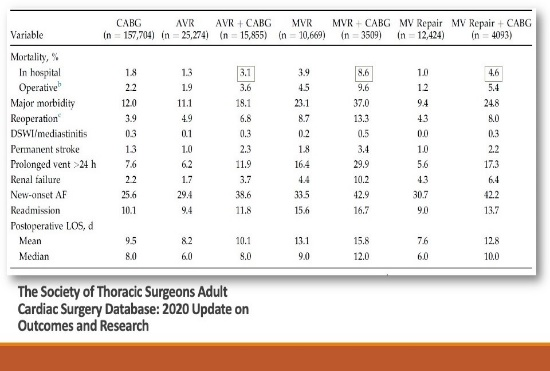 CABG AVR AVR + CABG MVR MVR + CABG MV Repair MV Repair + CABG
Variable (n = 157,704) (n = 25,274) (n = 15,855) (n = 10,669) (n = 3509) (n = 12,424) (n = 4093)
Mortality, %
In hospital 1.8 1.3 3.1 3.9 8.6 1.0 4.6
Operativeb 2.2 1.9 3.6 4.5 9.6 1.2 5.4
Major morbidity 12.0 11.1 18.1 23.1 37.0 9.4 24.8
Reoperationc 3.9 4.9 6.8 8.7 13.3 4.3 8.0
DSWI/mediastinitis 0.3 0.1 0.3 0.2 0.5 0.0 0.3
Permanent stroke 1.3 1.0 2.3 1.8 3.4 1.0 2.2
Prolonged vent >24 h 7.6 6.2 11.9 16.4 29.9 5.6 17.3
Renal failure 2.2 1.7 3.7 4.4 10.2 4.3 6.4
New-onset AF 25.6 29.4 38.6 33.5 42.9 30.7 42.2
Readmission 10.1 9.4 11.8 15.6 16.7 9.0 13.7
Postoperative LOS, d
Mean 9.5 8.2 10.1 13.1 15.8 7.6 12.8
Median 8.0 6.0 8.0 9.0 12.0 6.0 10.0
The Society of Thoracic Surgeons Adult
Cardiac Surgery Database: 2020 Update on
Outcomes and Research